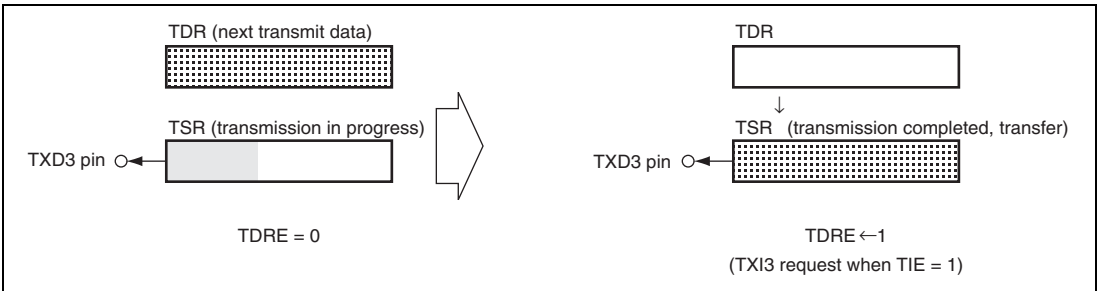 TDR (next transmit data)
TSR (transmission in progress)
TXD3 pin
TDRE = 0
TDR
↓
TSR (transmission completed, transfer)
TXD3 pin
TDRE ←1
(TXI3 request when TIE = 1)